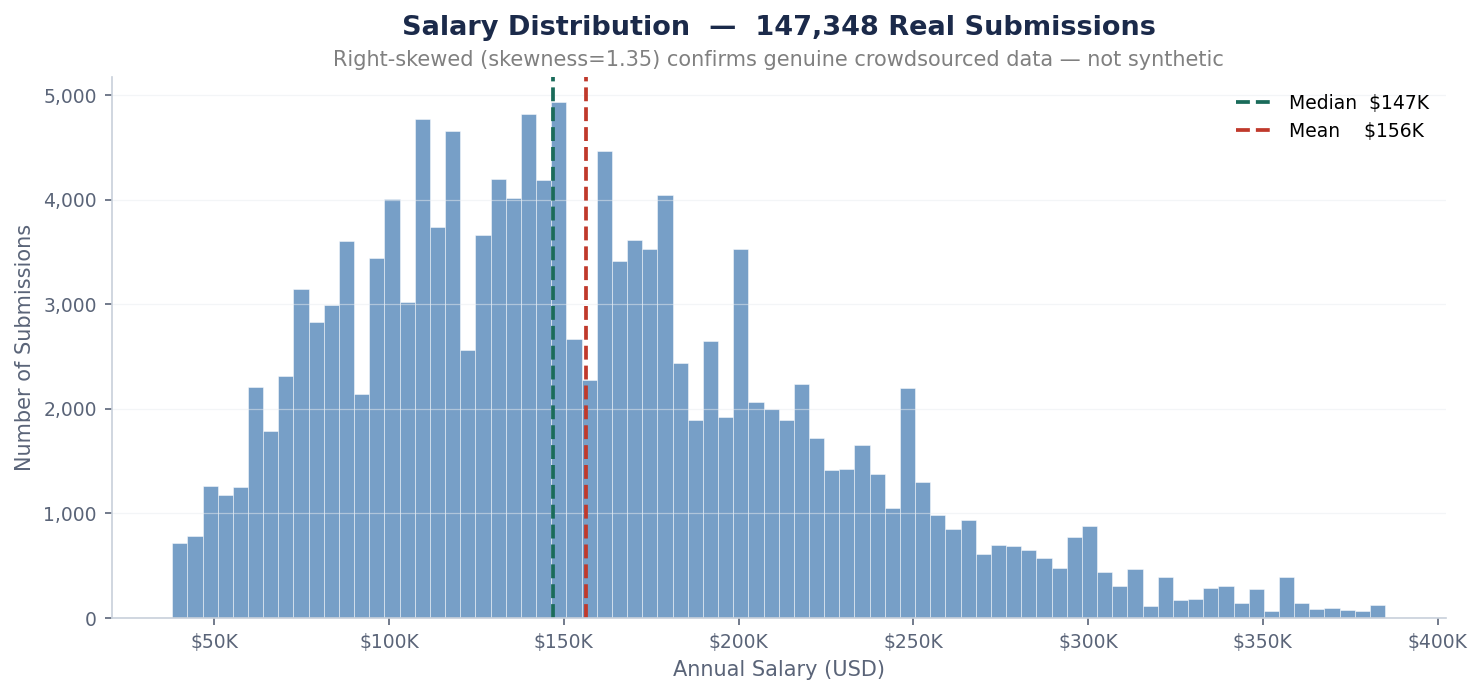 Salary Distribution — 147,348 Real Submissions
Right-skewed (skewness=1.35) confirms genuine crowdsourced data — not synthetic
Median $147K
Mean $156K
Number of Submissions
5,000
4,000
3,000
2,000
1,000
0
$50K
$100K
$150K
$200K
$250K
$300K
$350K
$400K
Annual Salary (USD)